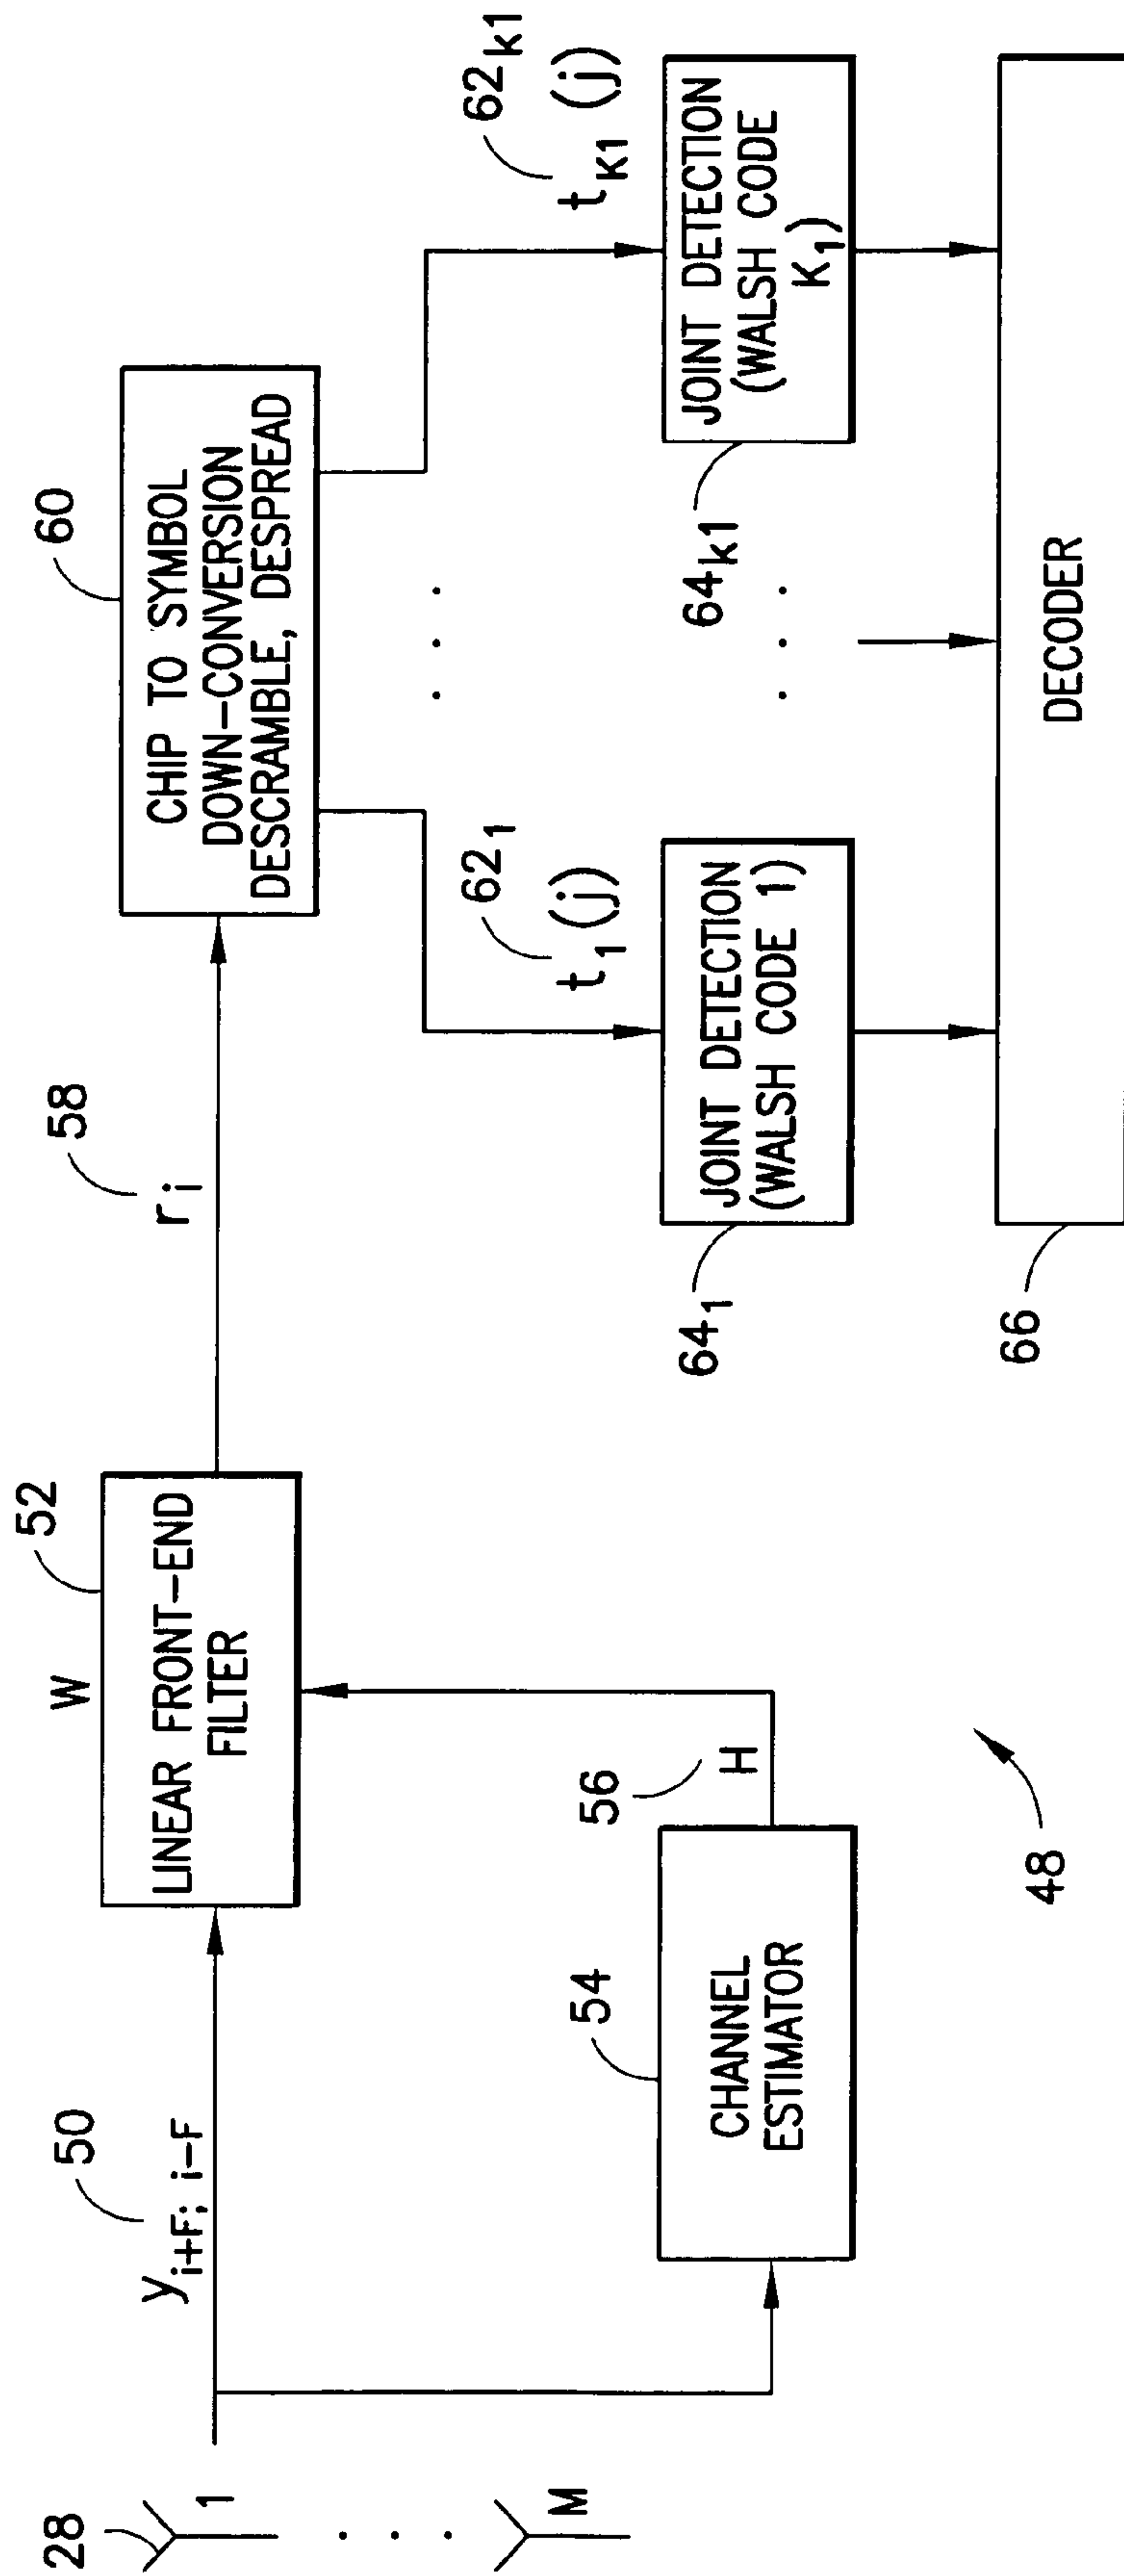 28
1
M
50
y i+F; i−F
52
W
LINEAR FRONT−END
FILTER
54
CHANNEL
ESTIMATOR
56
H
48
58
r i
60
CHIP TO SYMBOL
DOWN−CONVERSION
DESCRAMBLE, DESPREAD
62 1
t 1 (j)
62 k1
t K1 (j)
64 1
JOINT DETECTION
(WALSH CODE 1)
64 k1
JOINT DETECTION
(WALSH CODE
K 1)
66
DECODER